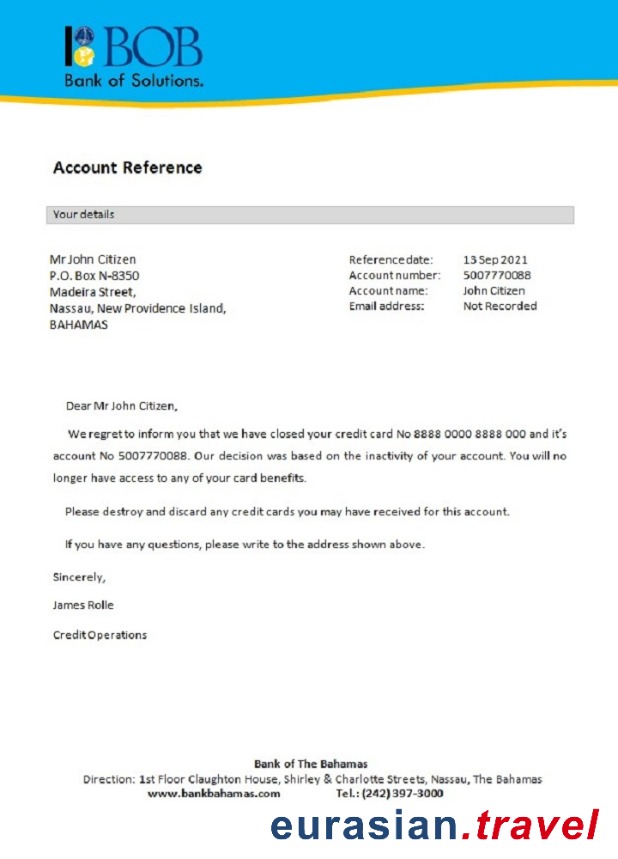 BOB
Bank of Solutions.
Account Reference
Your details
Mr John Citizen
P.O. Box N-8350
Madeira Street,
Nassau, New Providence Island,
BAHAMAS
Reference date: 13 Sep 2021
Account number: 5007770088
Account name: John Citizen
Email address: Not Recorded
Dear Mr John Citizen,
We regret to inform you that we have closed your credit card No 8888 0000 8888 000 and it's
account No 5007770088. Our decision was based on the inactivity of your account. You will no
longer have access to any of your card benefits.
Please destroy and discard any credit cards you may have received for this account.
If you have any questions, please write to the address shown above.
Sincerely,
James Rolle
Credit Operations
Bank of The Bahamas
Direction: 1st Floor Claughton House, Shirley & Charlotte Streets, Nassau, The Bahamas
www.bankbahamas.com Tel.: (242) 397-3000
eurasian.travel